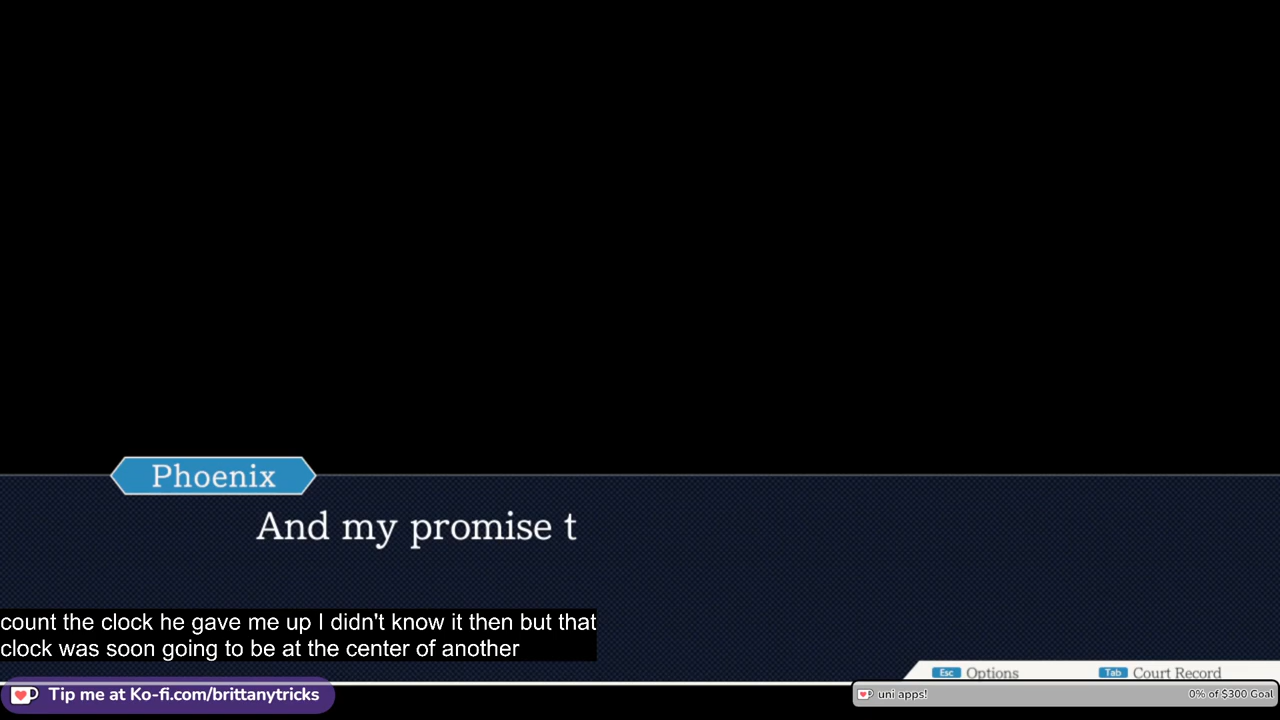 Phoenix
And my promise t
count the clock he gave me up I didn't know it then but that
clock was soon going to be at the center of another
Esc Options
Tab Court Record
Tip me at Ko-fi.com/brittanytricks
uni apps!
0% of $300 Goal